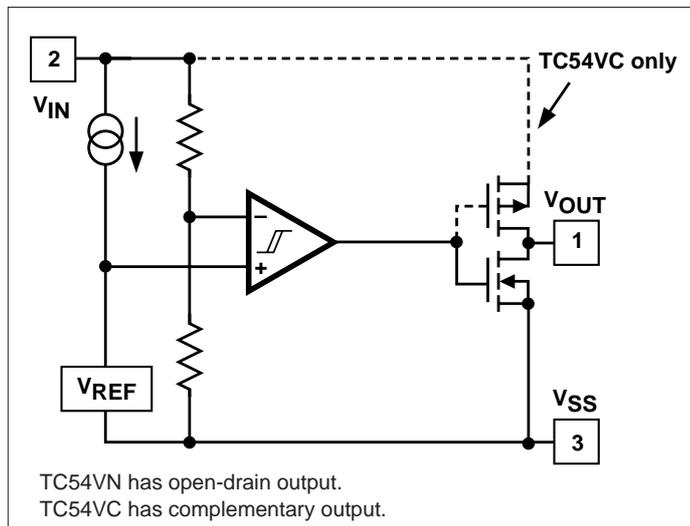 2
TC54VC only
VIN
VOUT
−
1
+
VREF
VSS
3
TC54VN has open-drain output.
TC54VC has complementary output.